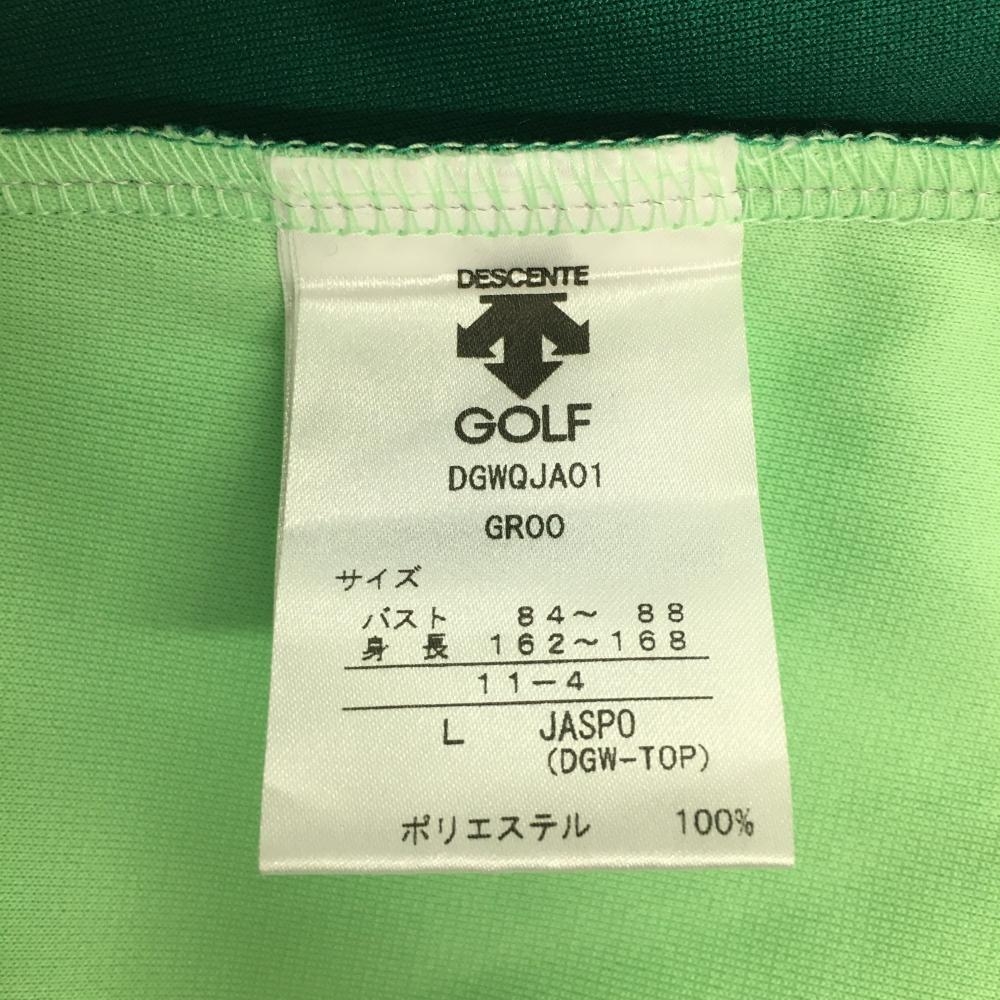 DESCENTE
GOLF
DGWQJA01
GR00
サイズ
バスト 84～ 88
身 長 162～168
11-4
L JASPO
(DGW-TOP)
ポリエステル 100%